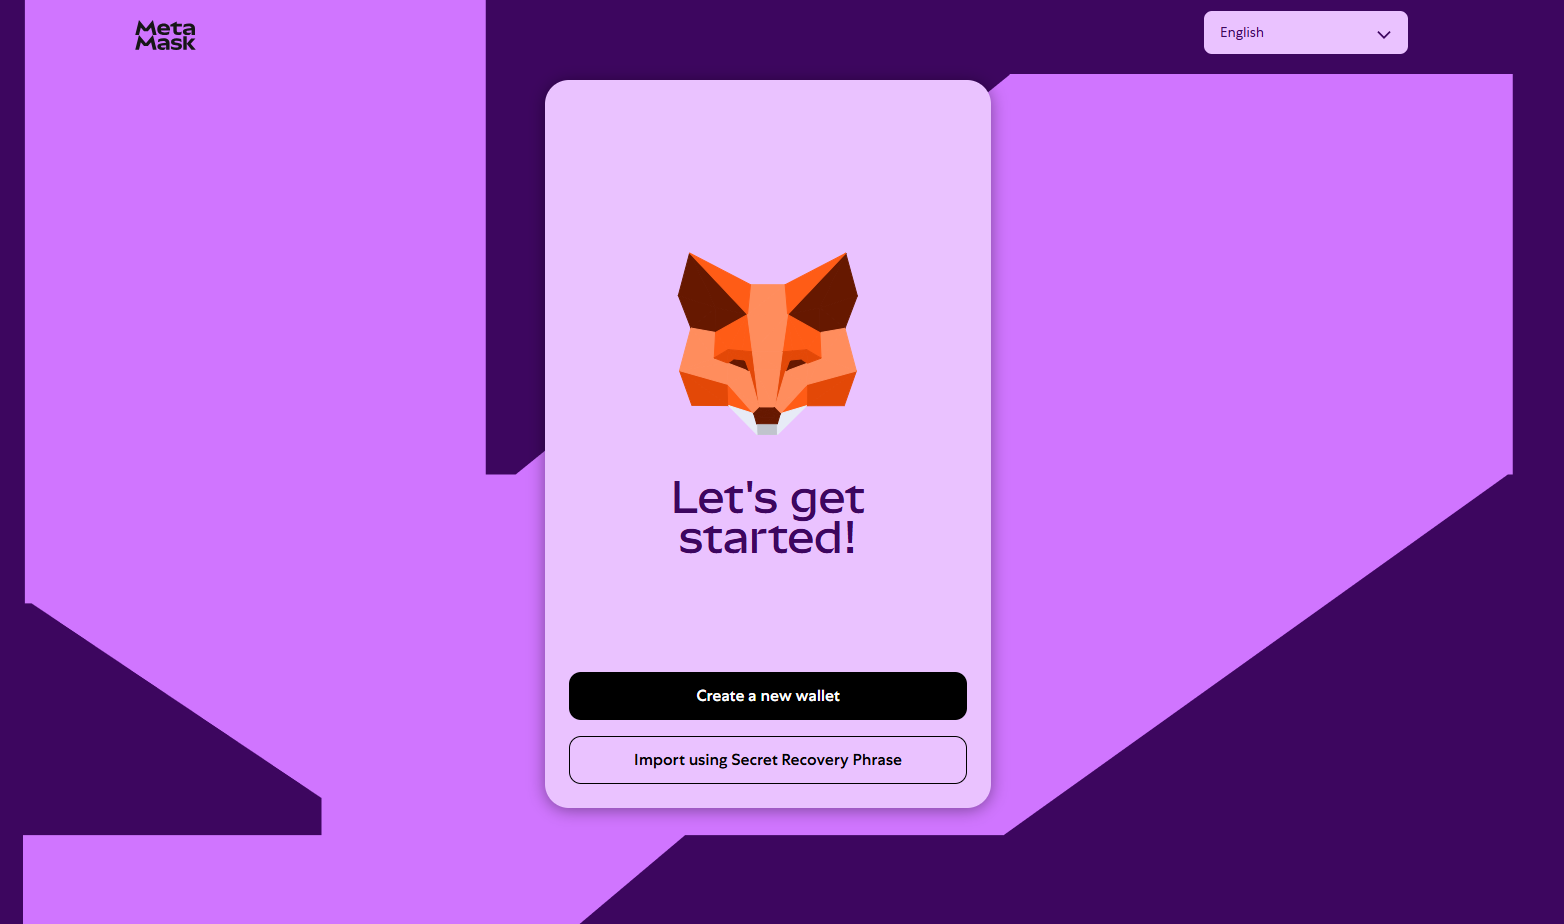 Meta
Mask
English
Let's get
started!
Create a new wallet
Import using Secret Recovery Phrase